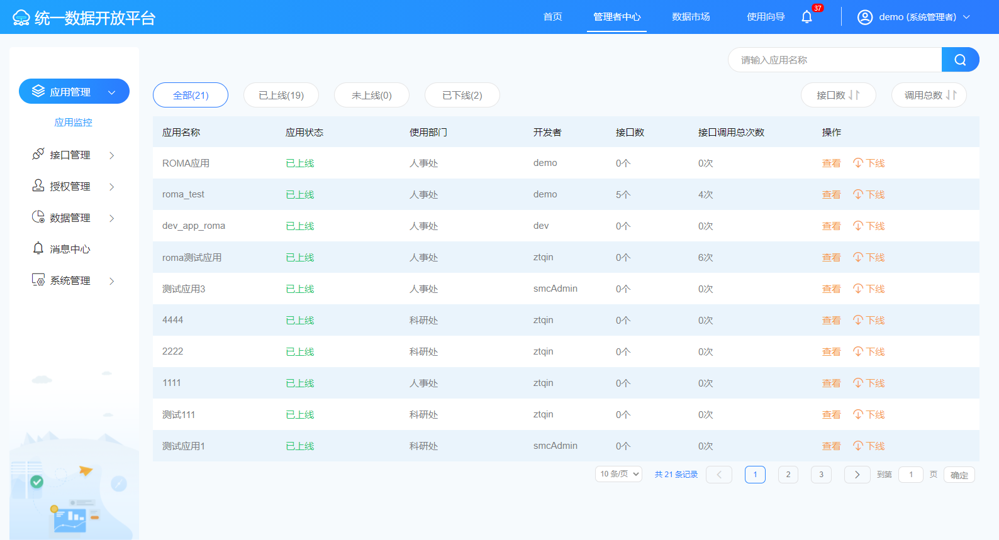 统一数据开放平台
首页 管理者中心 数据市场 使用向导 37 demo (系统管理者)
请输入应用名称
应用管理
应用监控
接口管理
授权管理
数据管理
消息中心
系统管理
全部(21) 已上线(19) 未上线(0) 已下线(2) 接口数 调用总数
应用名称 应用状态 使用部门 开发者 接口数 接口调用总次数 操作
ROMA应用 已上线 人事处 demo 0个 0次 查看 下线
roma_test 已上线 人事处 demo 5个 4次 查看 下线
dev_app_roma 已上线 人事处 dev 0个 0次 查看 下线
roma测试应用 已上线 人事处 ztqin 0个 6次 查看 下线
测试应用3 已上线 人事处 smcAdmin 0个 0次 查看 下线
4444 已上线 科研处 ztqin 0个 0次 查看 下线
2222 已上线 科研处 ztqin 0个 0次 查看 下线
1111 已上线 人事处 ztqin 0个 0次 查看 下线
测试111 已上线 科研处 ztqin 0个 0次 查看 下线
测试应用1 已上线 科研处 smcAdmin 0个 0次 查看 下线
10 条/页 共 21 条记录 1 2 3 到第 1 页 确定